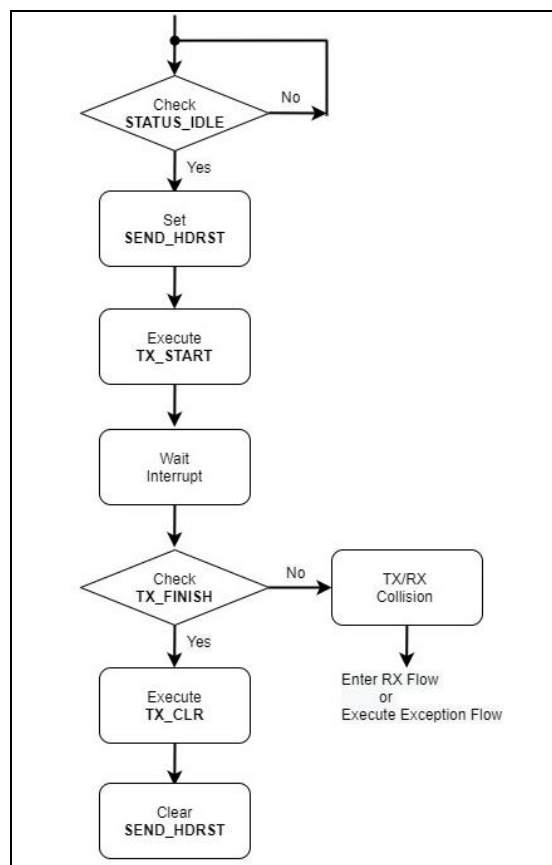 Check
STATUS_IDLE
No
Yes
Set
SEND_HDRST
Execute
TX_START
Wait
Interrupt
Check
TX_FINISH
No
TX/RX
Collision
Yes
Enter RX Flow
or
Execute Exception Flow
Execute
TX_CLR
Clear
SEND_HDRST